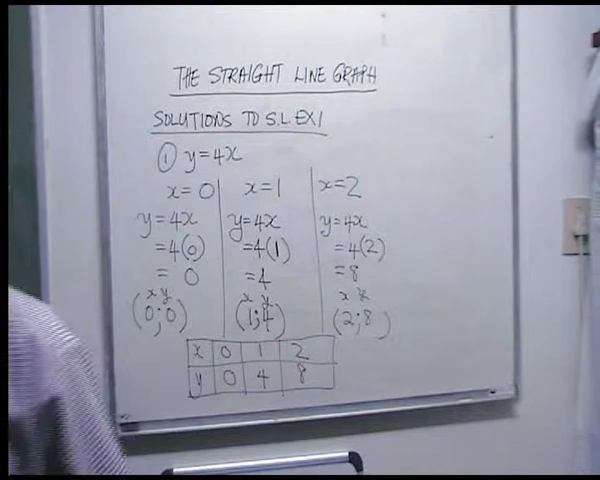 THE STRAIGHT LINE GRAPH
SOLUTIONS TO S.L. EX1
① y=4x
x=0 x=1 x=2
y=4x y=4x y=4x
=4(0) =4(1) =4(2)
=0 =4 =8
x y x y x y
(0;0) (1;4) (2;8)
x 0 1 2
y 0 4 8